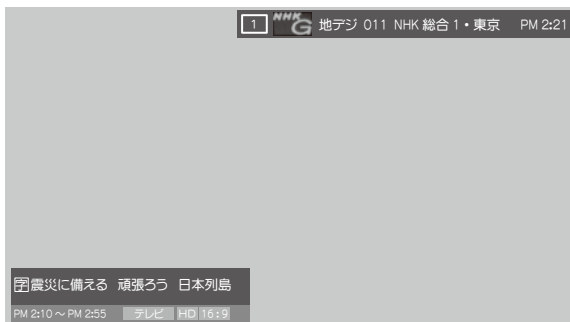 1 NHK G 地デジ 011 NHK 総合 1・東京 PM 2:21
字震災に備える 頑張ろう 日本列島
PM 2:10～PM 2:55 テレビ HD 16:9